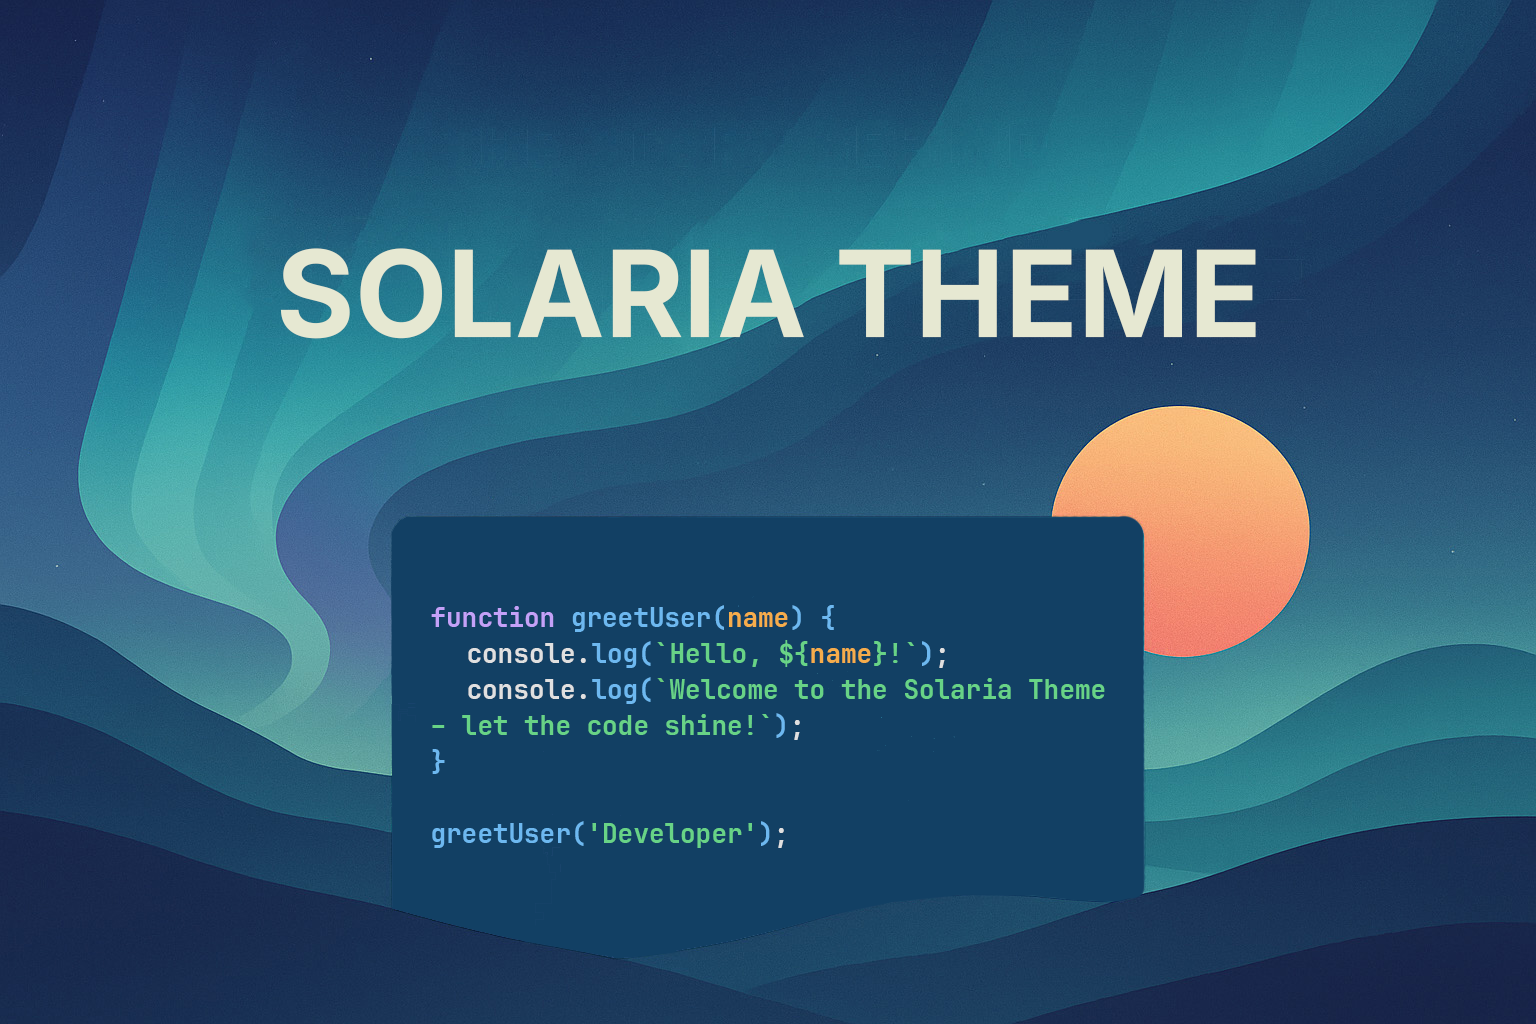 SOLARIA THEME
function greetUser(name) {
  console.log(`Hello, ${name}!`);
  console.log(`Welcome to the Solaria Theme
– let the code shine!`);
}
greetUser('Developer');